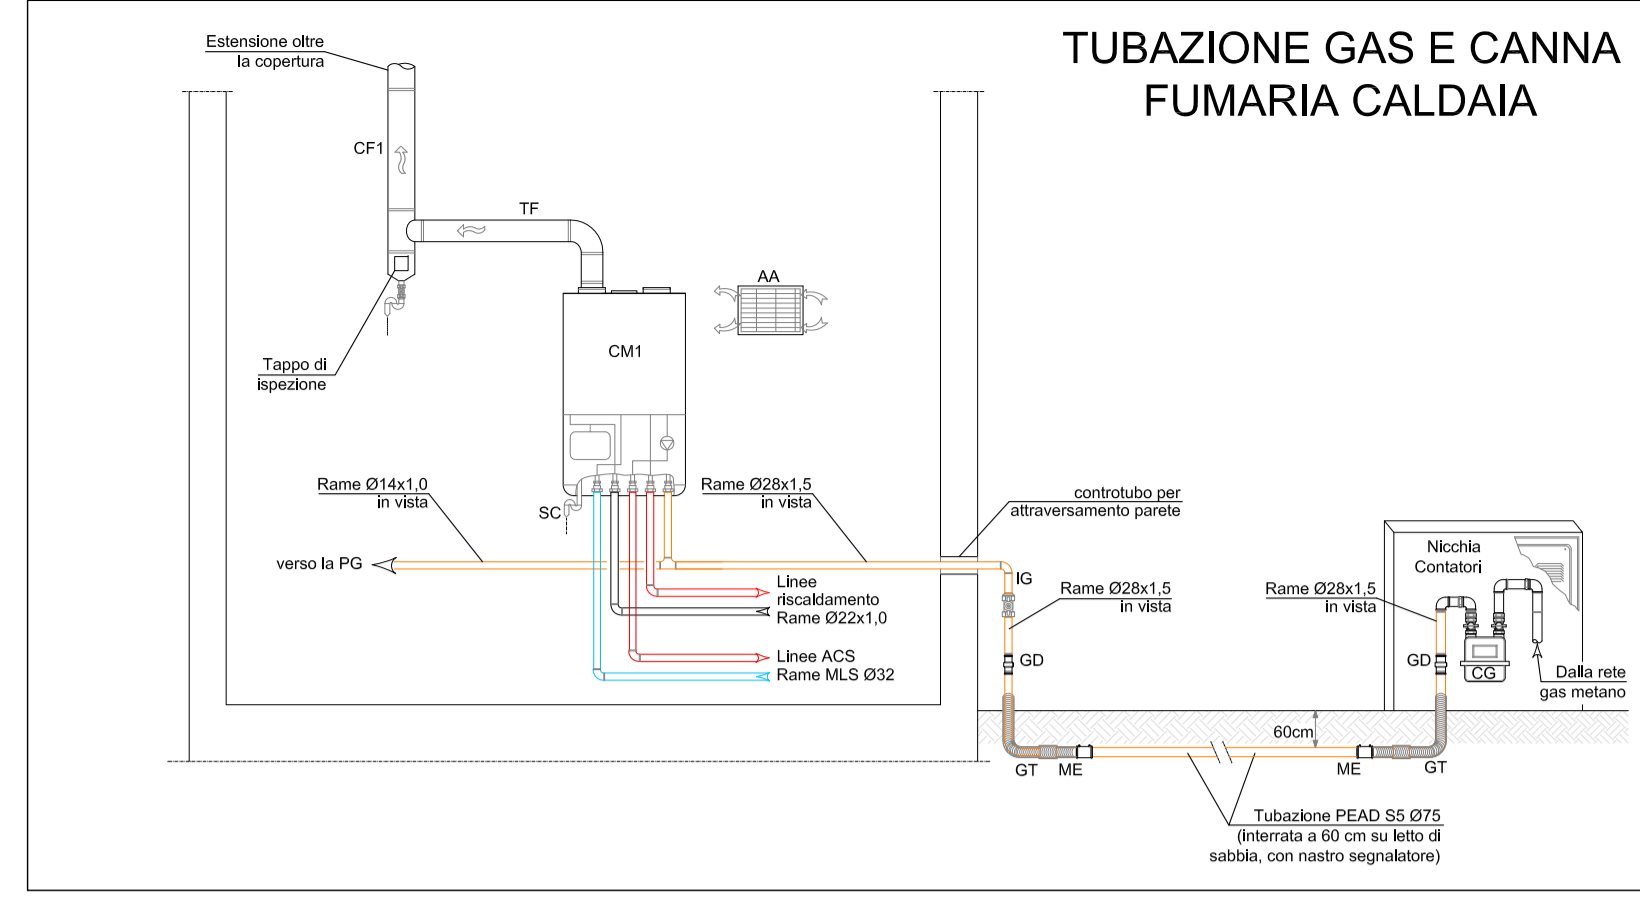 TUBAZIONE GAS E CANNA
FUMARIA CALDAIA
Estensione oltre
la copertura
CF1
TF
AA
CM1
Tappo di
ispezione
Rame Ø14x1,0
in vista
SC
Rame Ø28x1,5
in vista
controtubo per
attraversamento parete
verso la PG
Linee
riscaldamento
Rame Ø22x1,0
Linee ACS
Rame MLS Ø32
IG
Rame Ø28x1,5
in vista
GD
Nicchia
Contatori
Rame Ø28x1,5
in vista
GD
CG
Dalla rete
gas metano
60cm
GT
ME
ME
GT
Tubazione PEAD S5 Ø75
(interrata a 60 cm su letto di
sabbia, con nastro segnalatore)